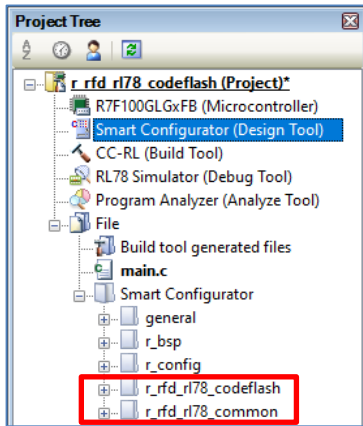 Project Tree
r_rfd_rl78_codeflash (Project)*
R7F100GLGxFB (Microcontroller)
Smart Configurator (Design Tool)
CC-RL (Build Tool)
RL78 Simulator (Debug Tool)
Program Analyzer (Analyze Tool)
File
Build tool generated files
main.c
Smart Configurator
general
r_bsp
r_config
r_rfd_rl78_codeflash
r_rfd_rl78_common